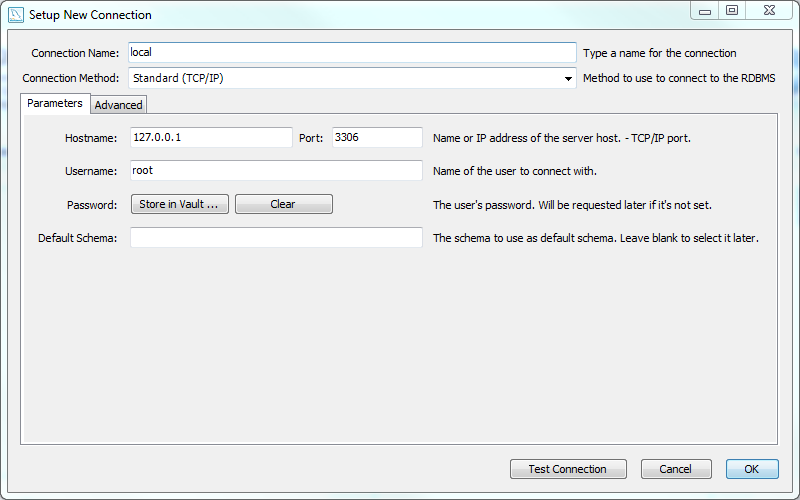 Setup New Connection
Connection Name: local Type a name for the connection
Connection Method: Standard (TCP/IP) Method to use to connect to the RDBMS
Parameters Advanced
Hostname: 127.0.0.1 Port: 3306 Name or IP address of the server host. - TCP/IP port.
Username: root Name of the user to connect with.
Password: Store in Vault ... Clear The user's password. Will be requested later if it's not set.
Default Schema: The schema to use as default schema. Leave blank to select it later.
Test Connection Cancel OK